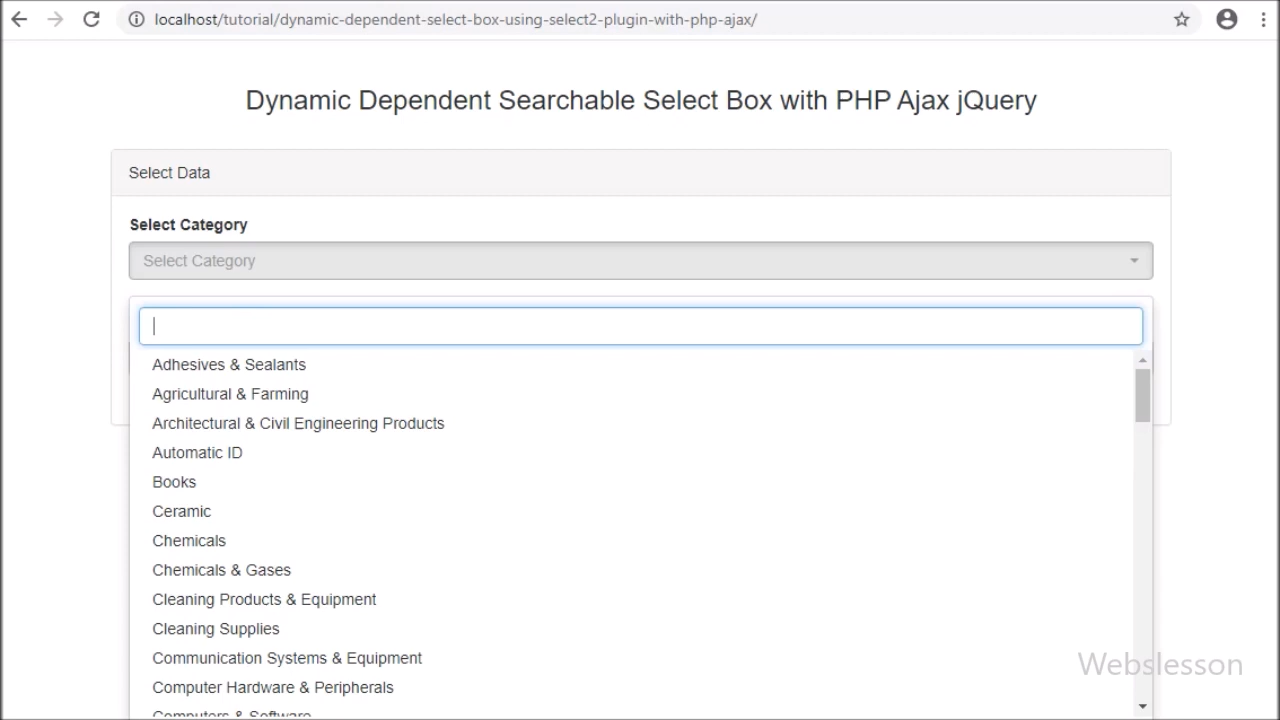 localhost/tutorial/dynamic-dependent-select-box-using-select2-plugin-with-php-ajax/
Dynamic Dependent Searchable Select Box with PHP Ajax jQuery
Select Data
Select Category
Select Category
Adhesives & Sealants
Agricultural & Farming
Architectural & Civil Engineering Products
Automatic ID
Books
Ceramic
Chemicals
Chemicals & Gases
Cleaning Products & Equipment
Cleaning Supplies
Communication Systems & Equipment
Webslesson
Computer Hardware & Peripherals
Computers & Software